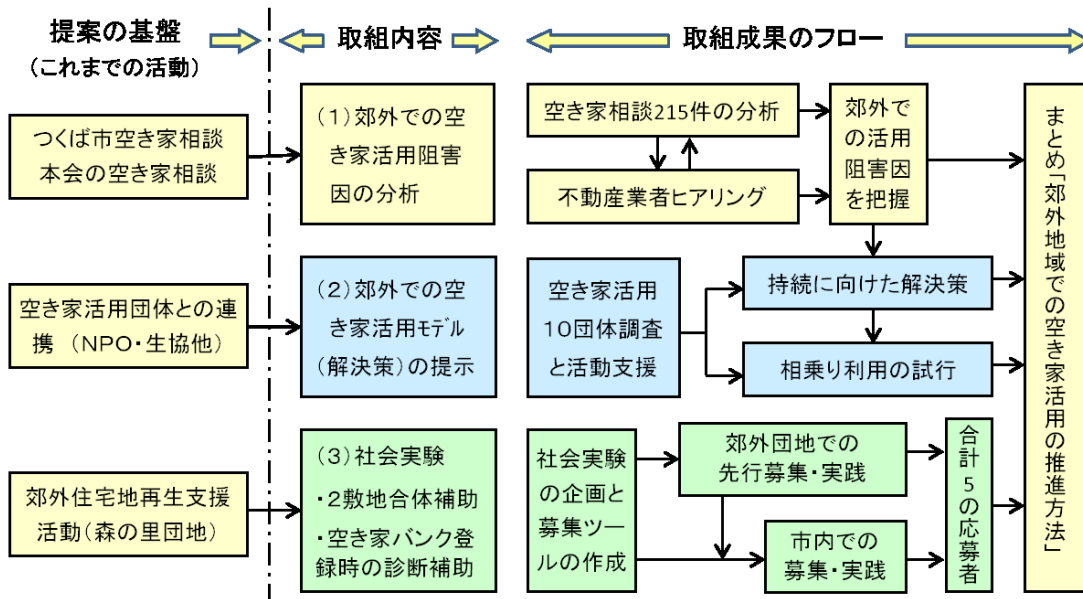 提案の基盤
(これまでの活動)
取組内容
取組成果のフロー
つくば市空き家相談
本会の空き家相談
(1)郊外での空
き家活用阻害
因の分析
空き家相談215件の分析
不動産業者ヒアリング
郊外で
の活用
阻害因
を把握
空き家活用団体との連
携 (NPO・生協他)
(2)郊外での空
き家活用モデル
(解決策)の提示
空き家活用
10団体調査
と活動支援
持続に向けた解決策
相乗り利用の試行
郊外住宅地再生支援
活動(森の里団地)
(3)社会実験
・2敷地合体補助
・空き家バンク登
録時の診断補助
社会実験
の企画と
募集ツー
ルの作成
郊外団地での
先行募集・実践
市内での
募集・実践
合計5の応募者
まとめ「郊外地域での空き家活用の推進方法」